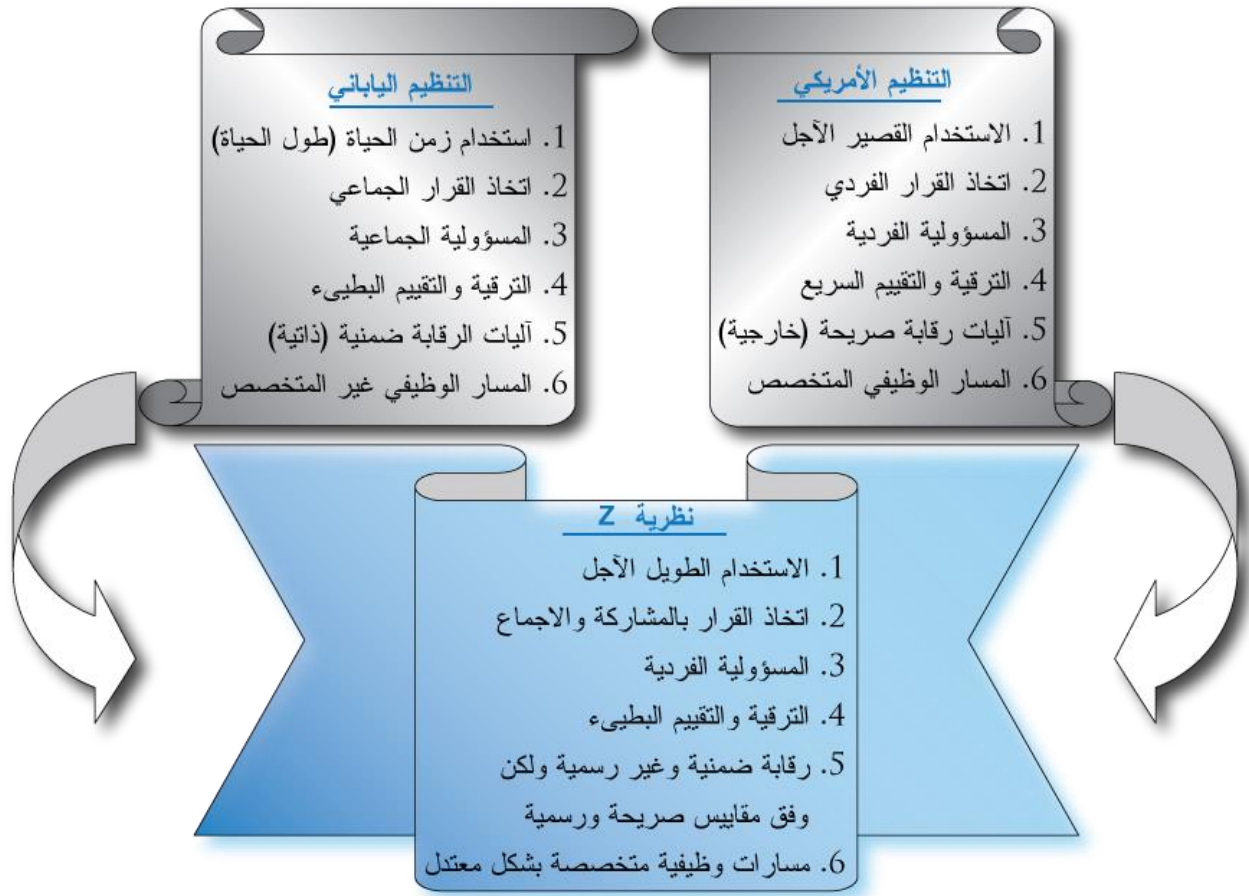 التنظيم الأمريكي
1. الاستخدام القصير الآجل
2. اتخاذ القرار الفردي
3. المسؤولية الفردية
4. الترقية والتقييم السريع
5. آليات رقابة صريحة (خارجية)
6. المسار الوظيفي المتخصص
التنظيم الياباني
1. استخدام زمن الحياة (طول الحياة)
2. اتخاذ القرار الجماعي
3. المسؤولية الجماعية
4. الترقية والتقييم البطيىء
5. آليات الرقابة ضمنية (ذاتية)
6. المسار الوظيفي غير المتخصص
نظرية Z
1. الاستخدام الطويل الآجل
2. اتخاذ القرار بالمشاركة والاجماع
3. المسؤولية الفردية
4. الترقية والتقييم البطيىء
5. رقابة ضمنية وغير رسمية ولكن
وفق مقاييس صريحة ورسمية
6. مسارات وظيفية متخصصة بشكل معتدل